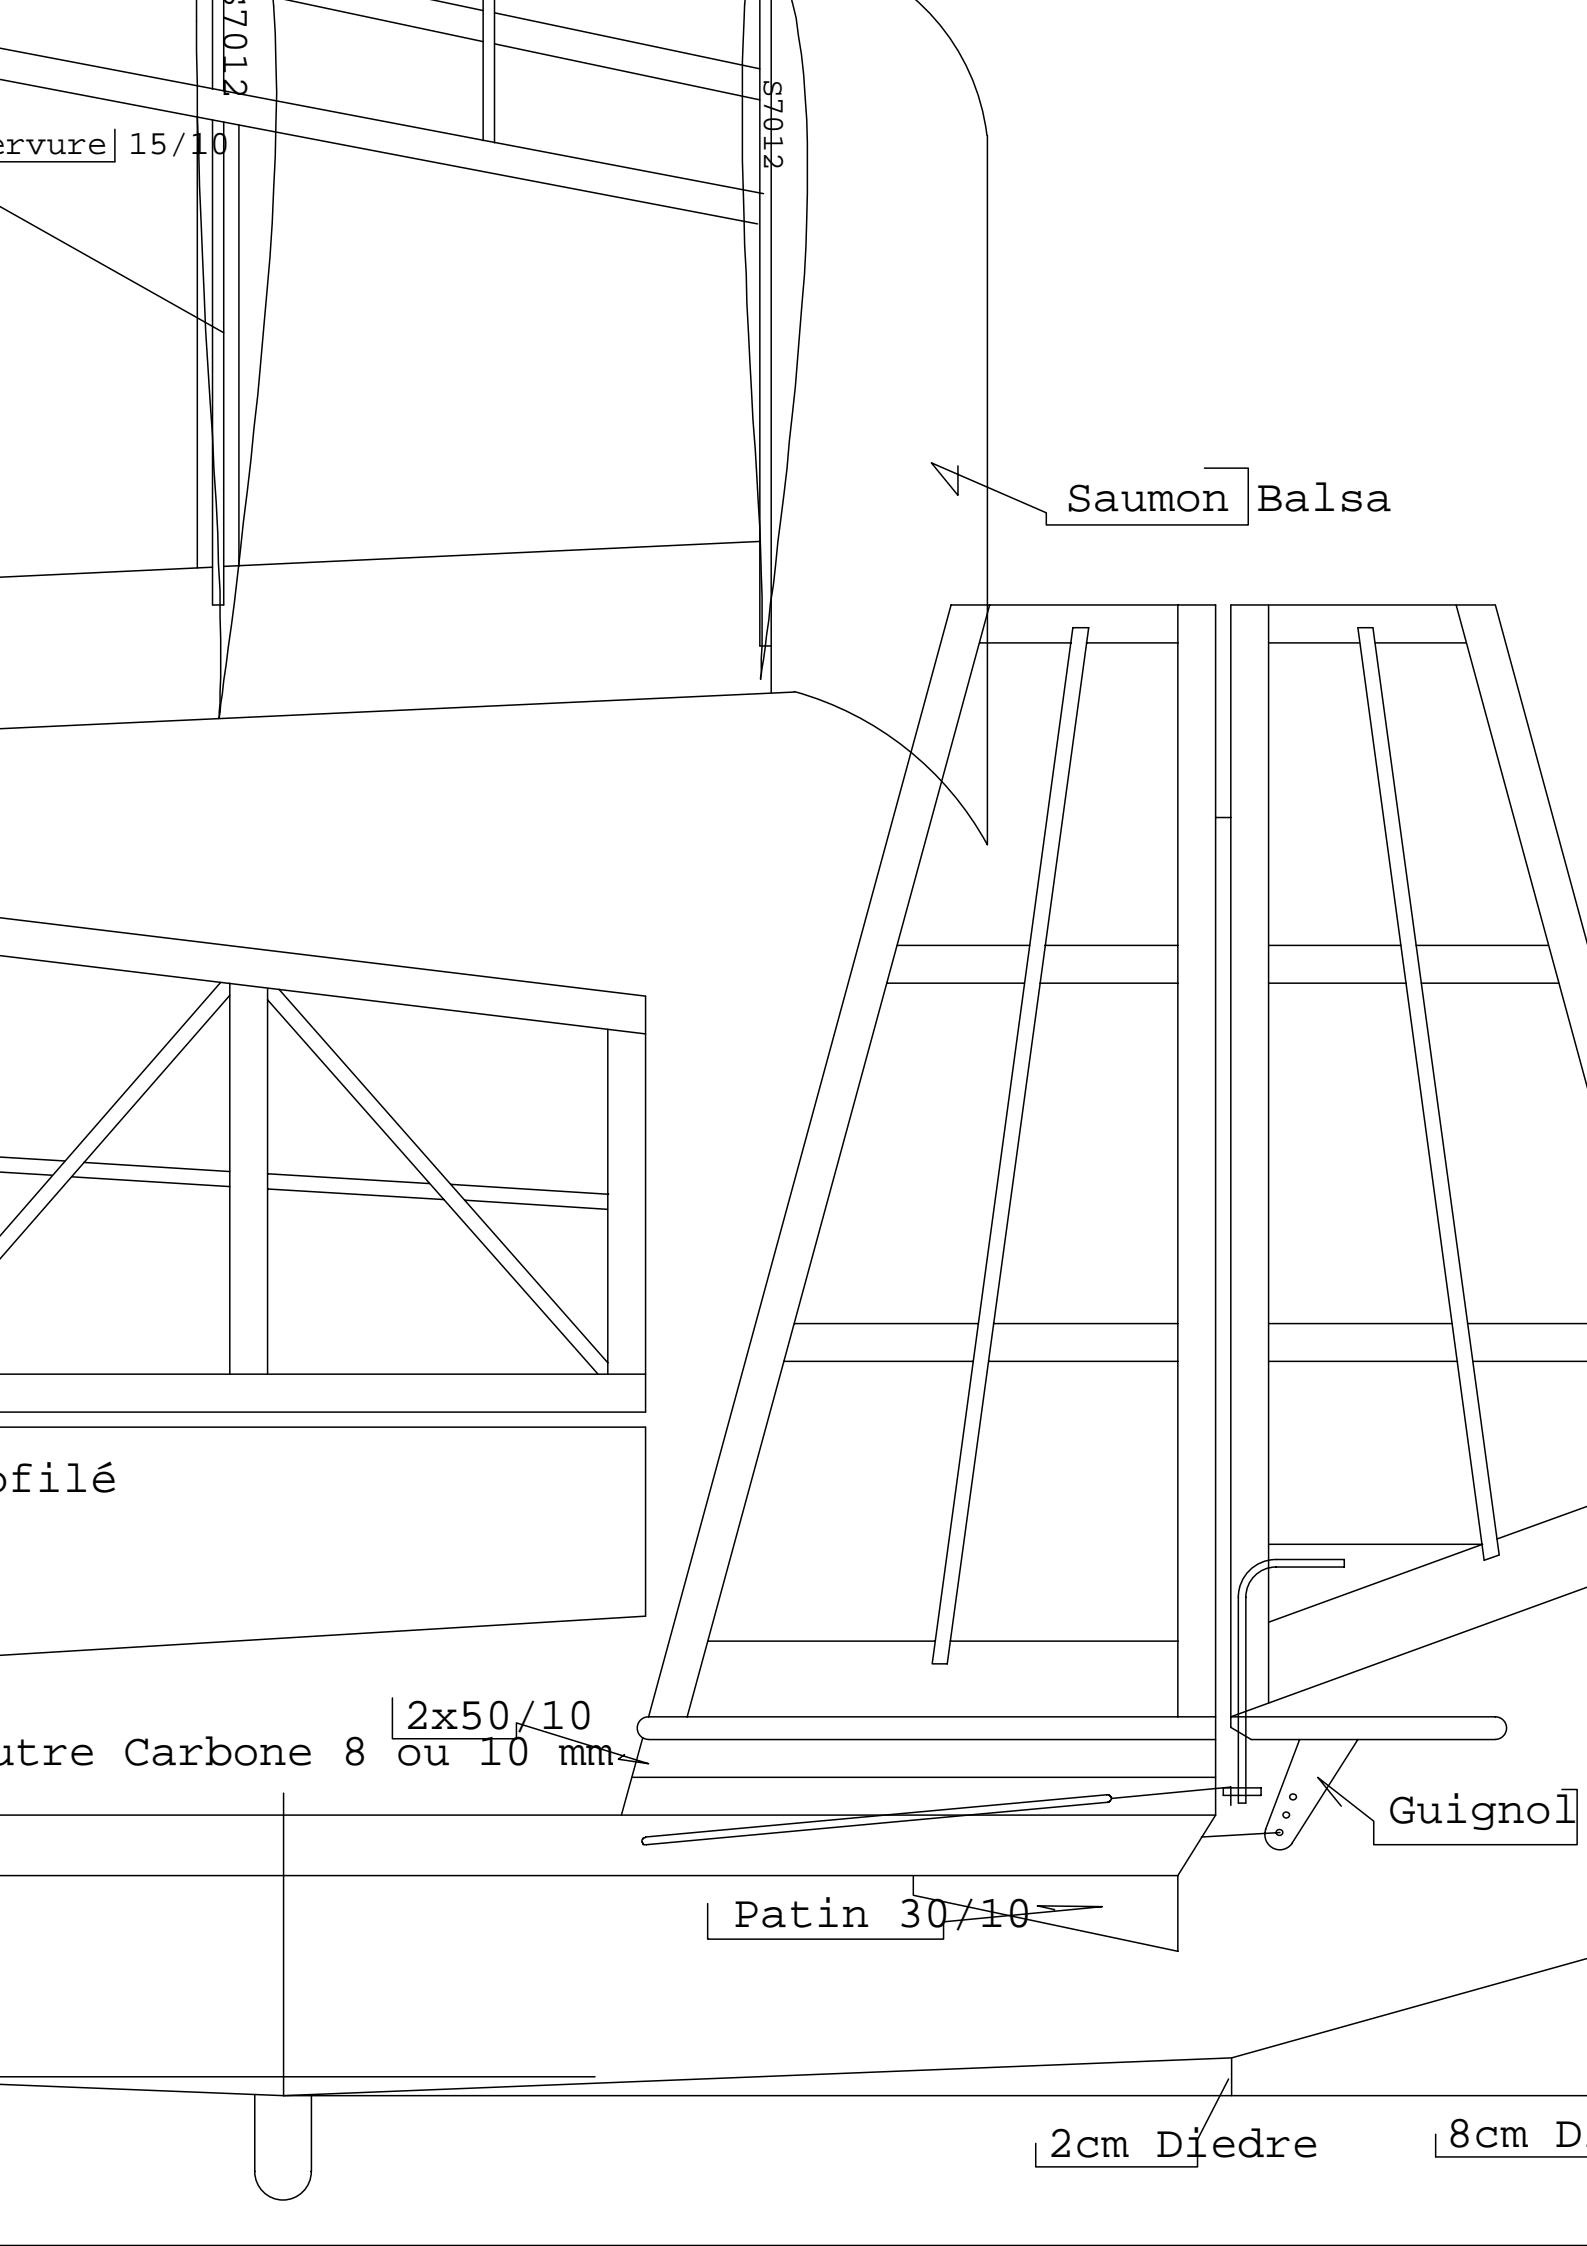 S7012
S7012
ervure 15/10
Saumon Balsa
ofilé
2x50/10
utre Carbone 8 ou 10 mm
Guignol
Patin 30/10
2cm Diedre
8cm D